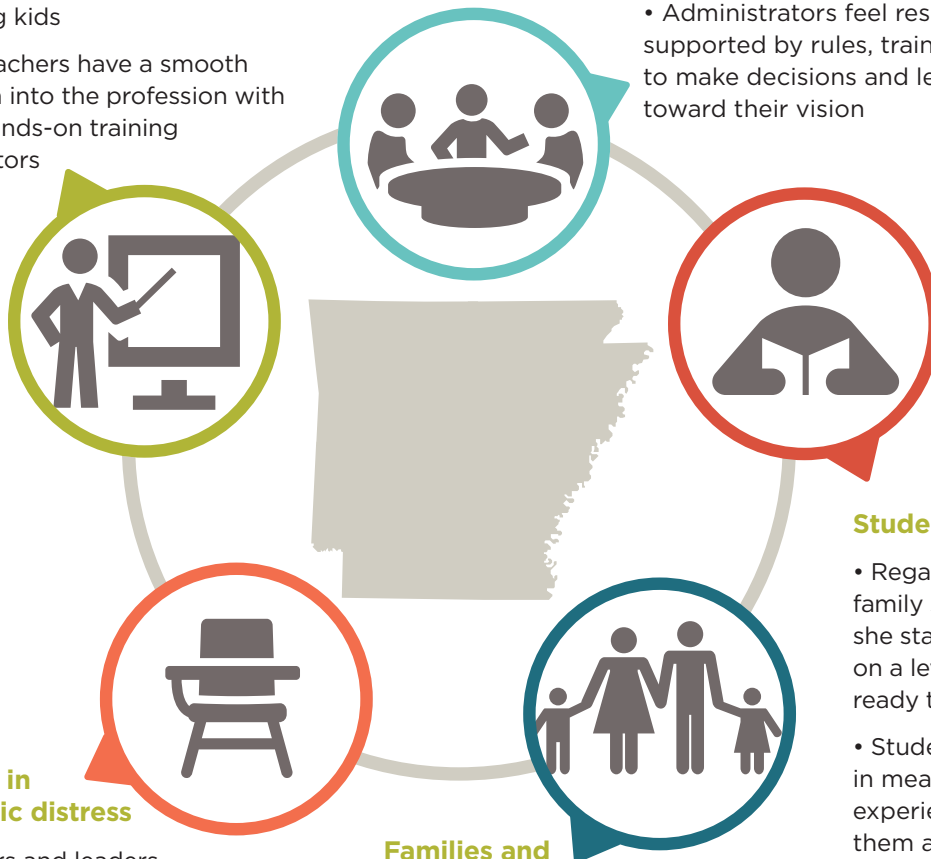 g kids
achers have a smooth
into the profession with
nds-on training
tors
• Administrators feel res
supported by rules, train
to make decisions and le
toward their vision
Stude
• Rega
family
she sta
on a le
ready t
• Stude
in mea
experie
them a
in
ic distress
rs and leaders
Families and